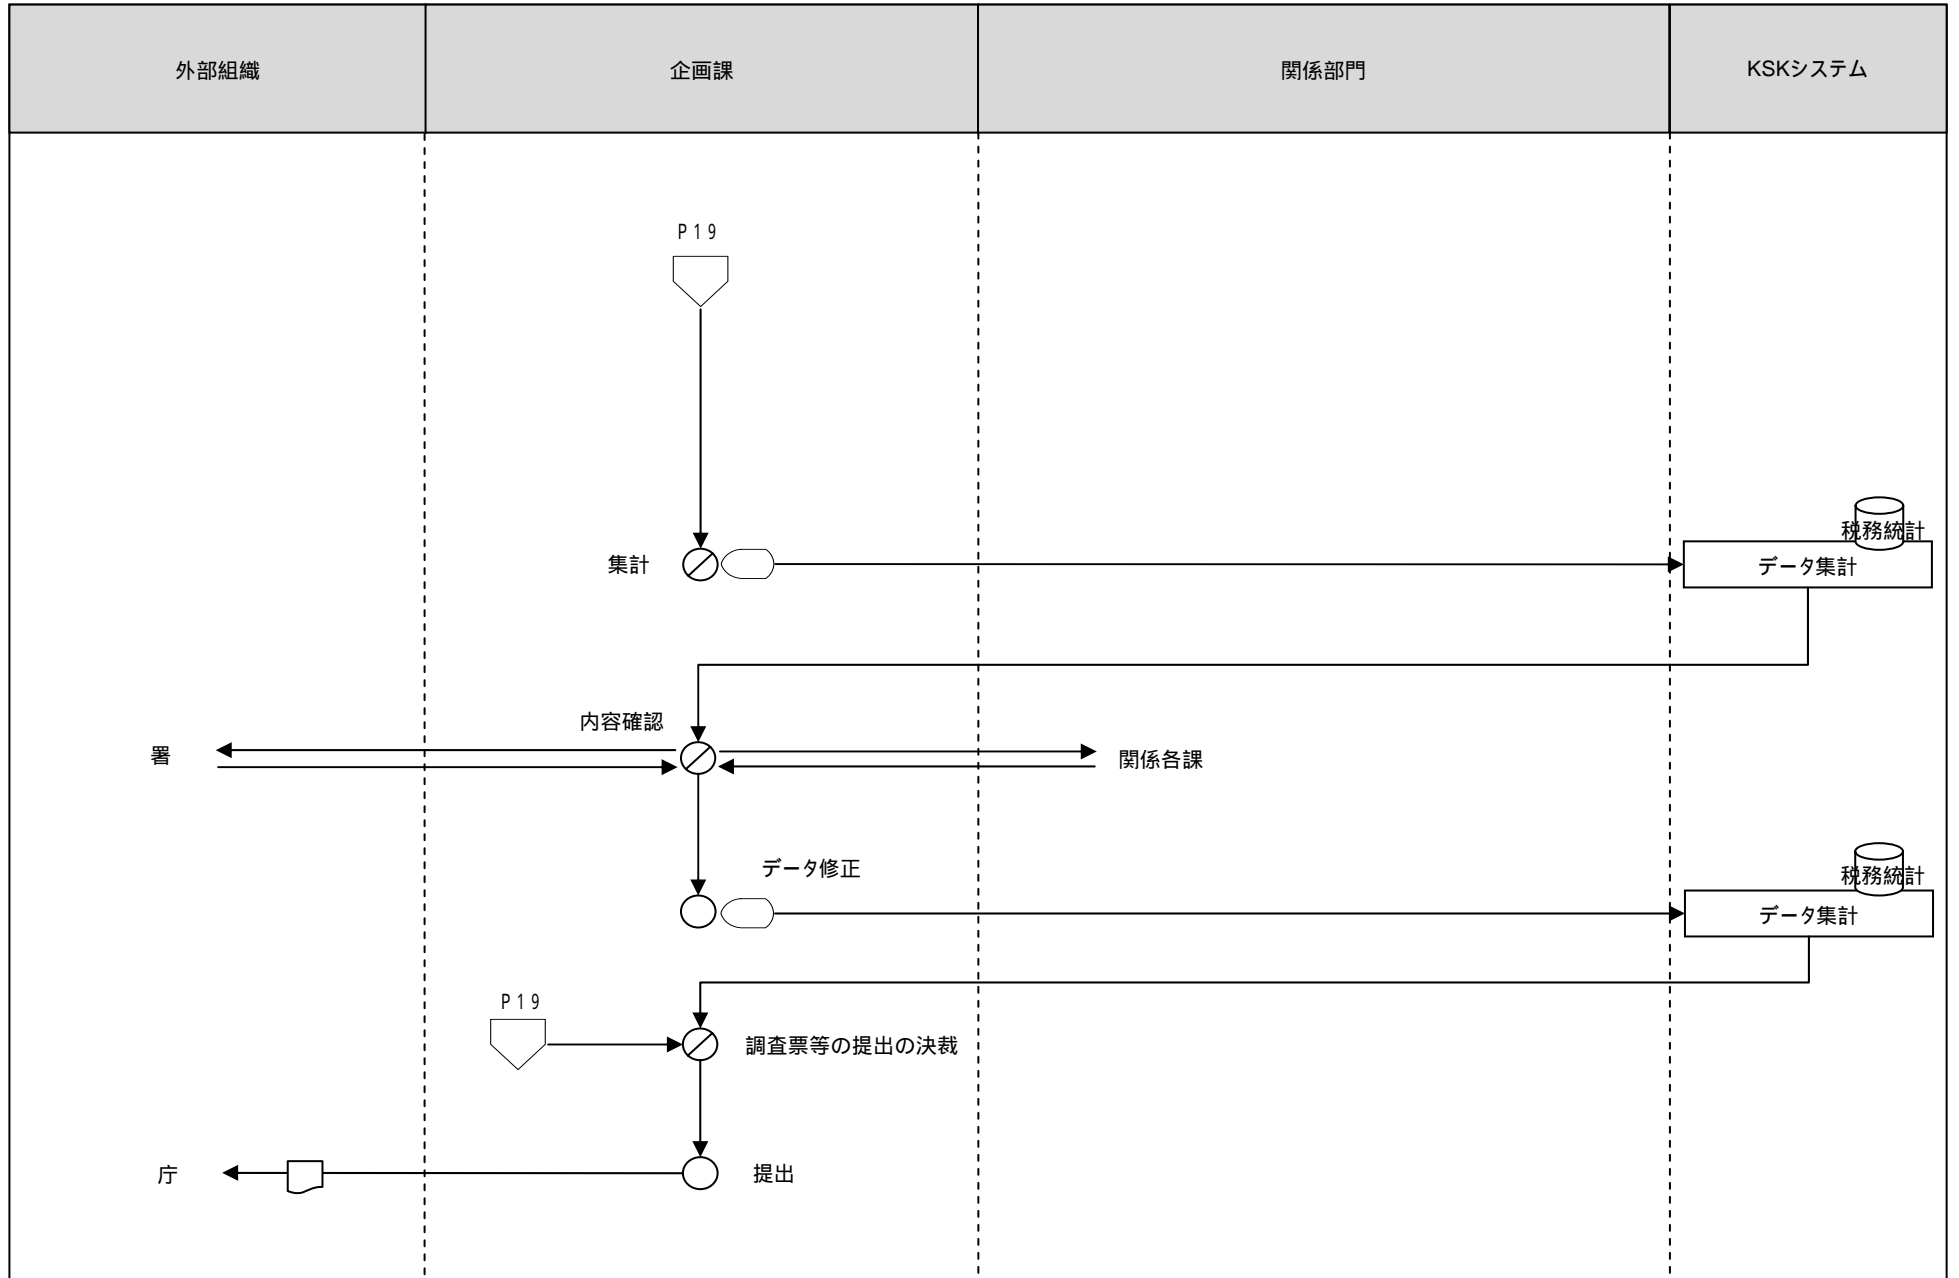 外部組織
企画課
関係部門
KSKシステム
P19
税務統計
集計
データ集計
内容確認
署
関係各課
データ修正
税務統計
データ集計
P19
調査票等の提出の決裁
庁
提出